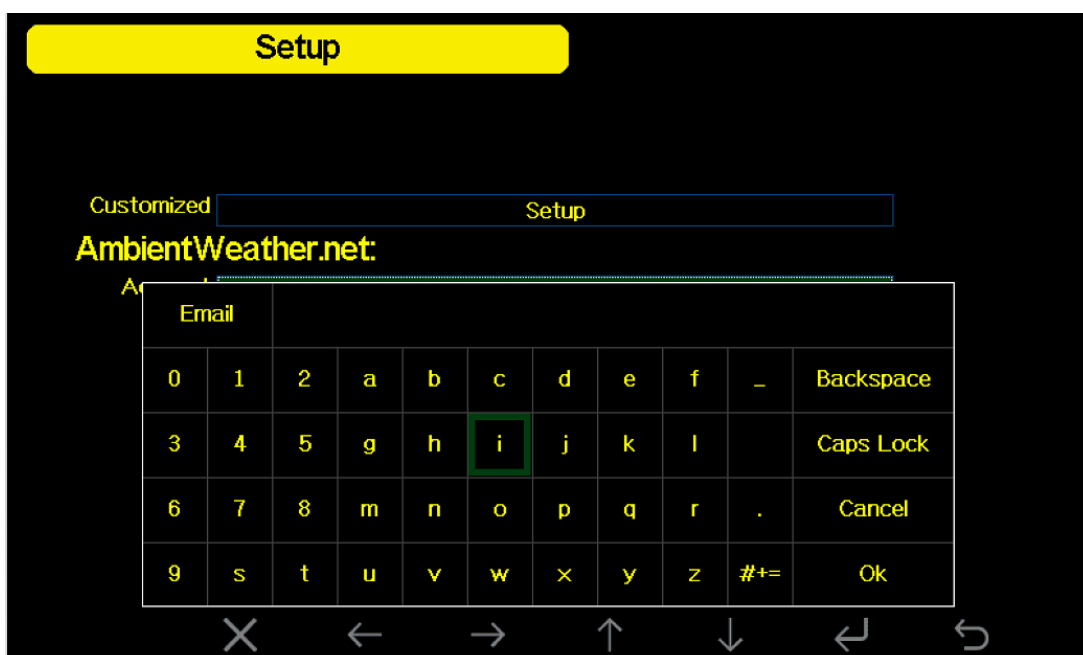 Setup
Customized Setup
AmbientWeather.net:
Email
0 1 2 a b c d e f _ Backspace
3 4 5 g h i j k l Caps Lock
6 7 8 m n o p q r . Cancel
9 s t u v w x y z #+= Ok